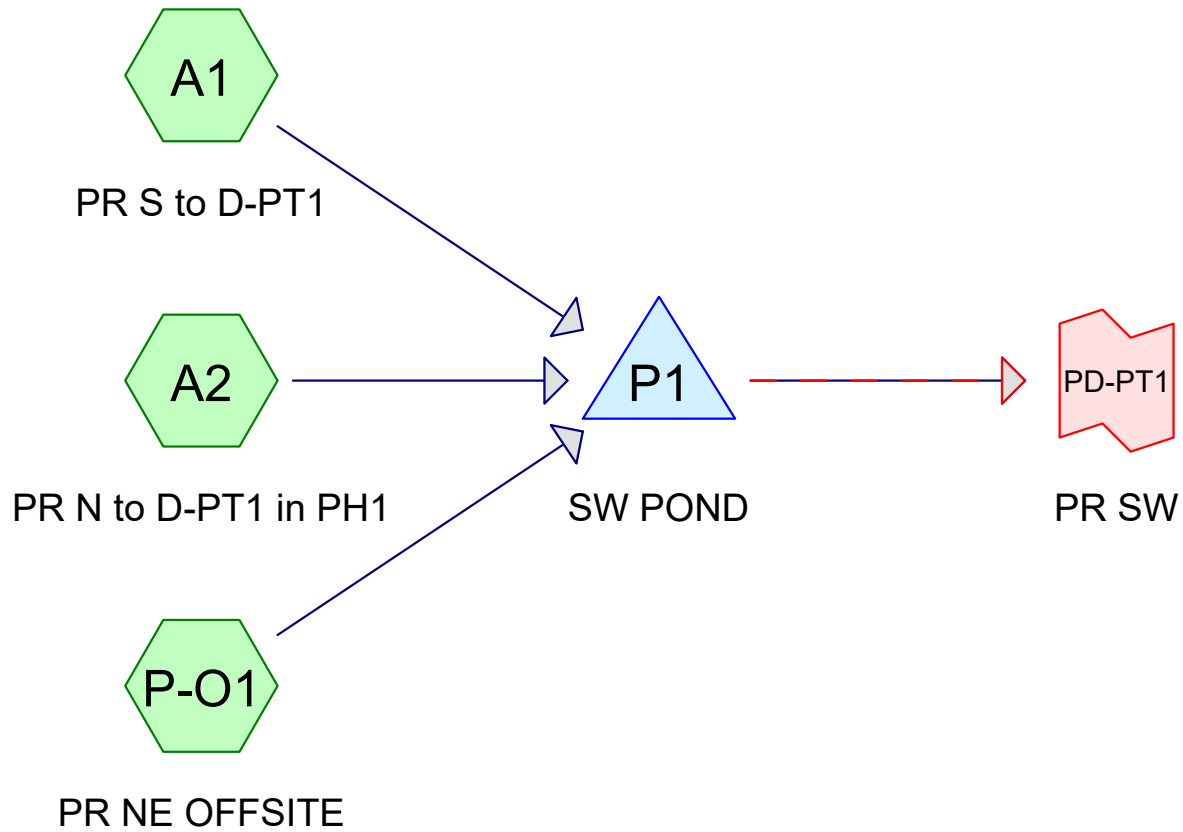 A1
PR S to D-PT1
A2
PR N to D-PT1 in PH1
P1
SW POND
PD-PT1
PR SW
P-O1
PR NE OFFSITE